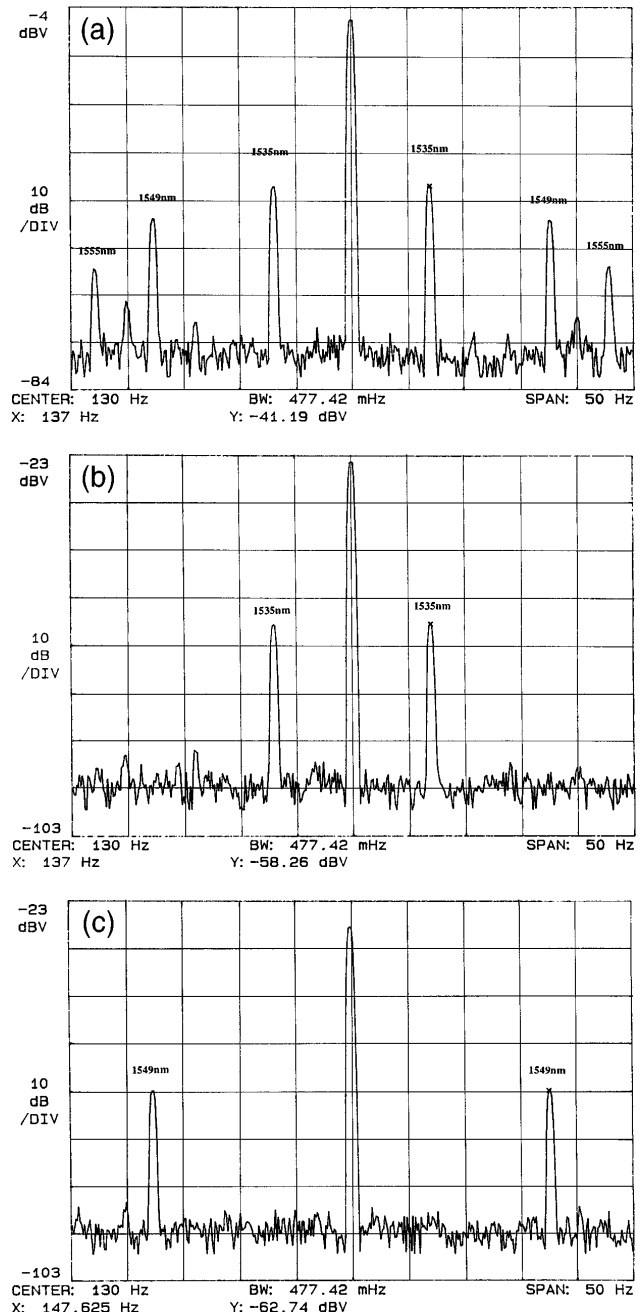 -4
dBV
(a)
1535nm
1535nm
10
dB
/DIV
1549nm
1549nm
1555nm
1555nm
-84
CENTER: 130 Hz BW: 477.42 mHz SPAN: 50 Hz
X: 137 Hz Y: -41.19 dBV
-23
dBV
(b)
1535nm
1535nm
10
dB
/DIV
-103
CENTER: 130 Hz BW: 477.42 mHz SPAN: 50 Hz
X: 137 Hz Y: -58.26 dBV
-23
dBV
(c)
1549nm
1549nm
10
dB
/DIV
-103
CENTER: 130 Hz BW: 477.42 mHz SPAN: 50 Hz
X: 147.625 Hz Y: -62.74 dBV